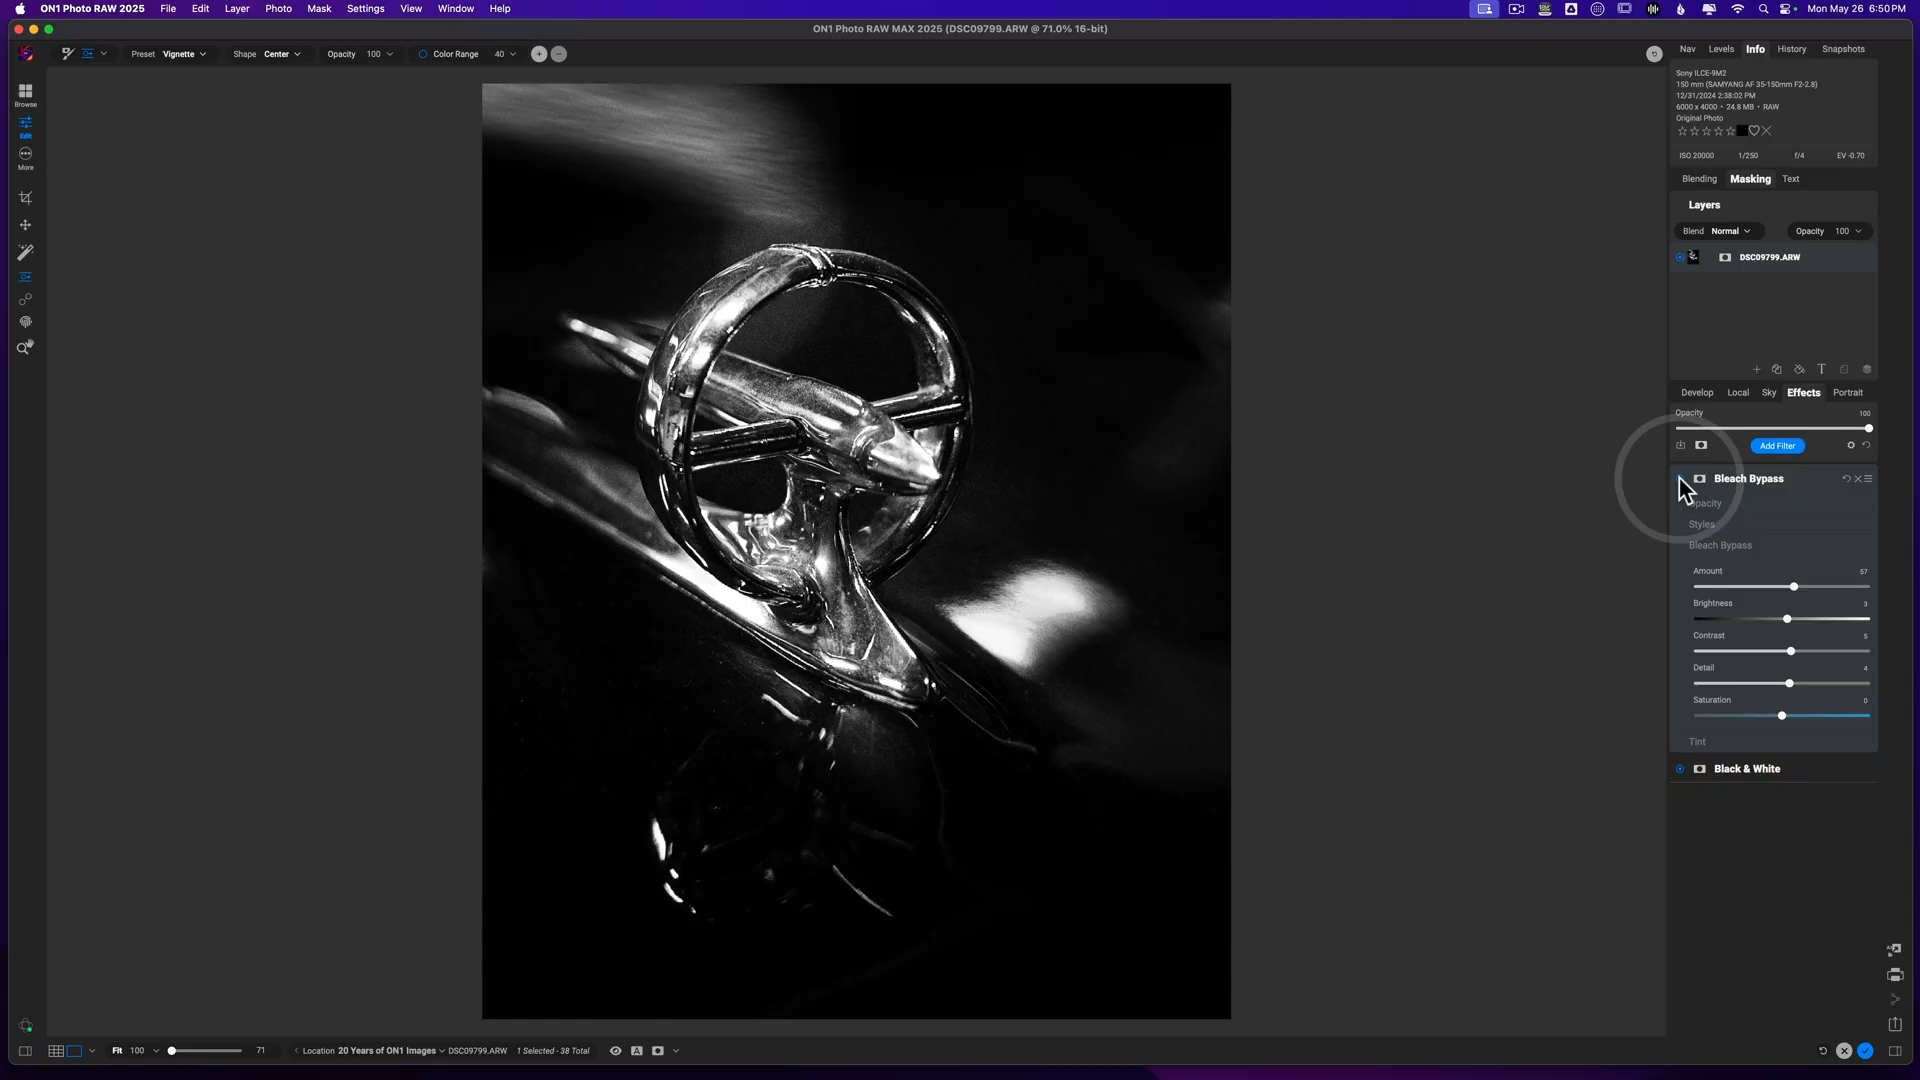 ON1 Photo RAW 2025 File Edit Layer Photo Mask Settings View Window Help Mon May 26 6:50PM
ON1 Photo RAW MAX 2025 (DSC09799.ARW @ 71.0% 16-bit)
Preset Vignette Shape Center Opacity 100 Color Range 40
Nav Levels Info History Snapshots
Sony ILCE-9M2
150 mm (SAMYANG AF 35-150mm F2-2.8)
12/31/2024 2:38:02 PM
6000 x 4000 • 24.8 MB • RAW
Original Photo
ISO 20000 1/250 f/4 EV -0.70
Browse
Edit
More
Blending Masking Text
Layers
Blend Normal Opacity 100
DSC09799.ARW
Develop Local Sky Effects Portrait
Opacity 100
Add Filter
Bleach Bypass
Opacity
Styles
Bleach Bypass
Amount 57
Brightness 3
Contrast 5
Detail 4
Saturation 0
Tint
Black & White
Fit 100 71 Location 20 Years of ON1 Images DSC09799.ARW 1 Selected - 38 Total A